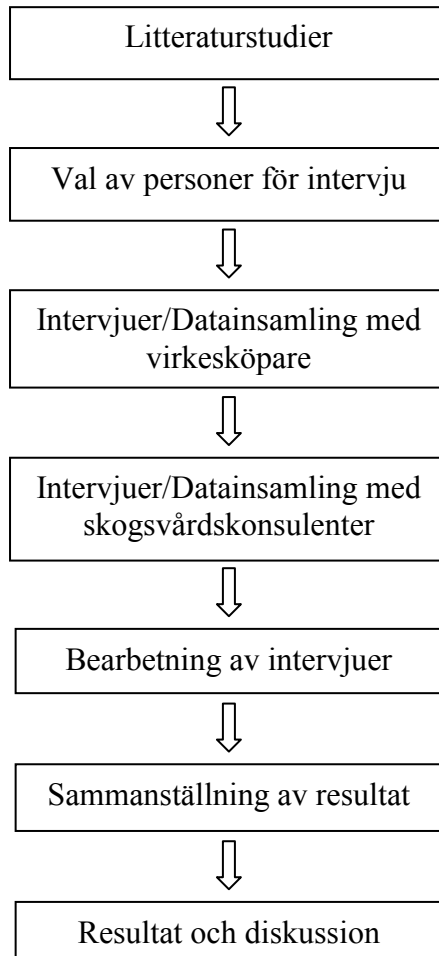 Litteraturstudier
Val av personer för intervju
Intervjuer/Datainsamling med
virkesköpare
Intervjuer/Datainsamling med
skogsvårdskonsulenter
Bearbetning av intervjuer
Sammanställning av resultat
Resultat och diskussion